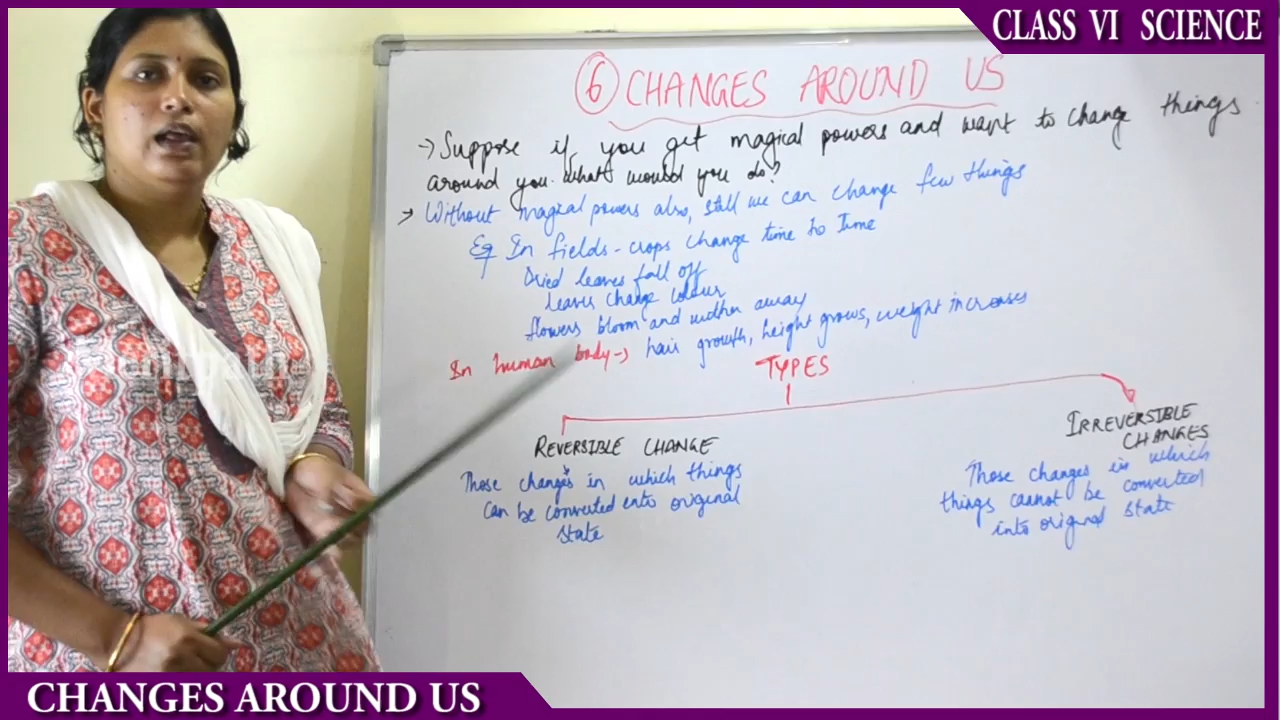 CLASS VI SCIENCE
6 CHANGES AROUND US
→ Suppose if you get magical powers and want to change things
around you. what would you do?
→ Without magical powers also, still we can change few things
Eg In fields - crops change time to time
Dried leaves fall off
leaves change colour
flowers bloom and wither away
In human body → hair growth, height grows, weight increases
TYPES
REVERSIBLE CHANGE
Those changes in which things
can be converted into original
state
IRREVERSIBLE
CHANGES
Those changes in which
things cannot be converted
into original state
CHANGES AROUND US